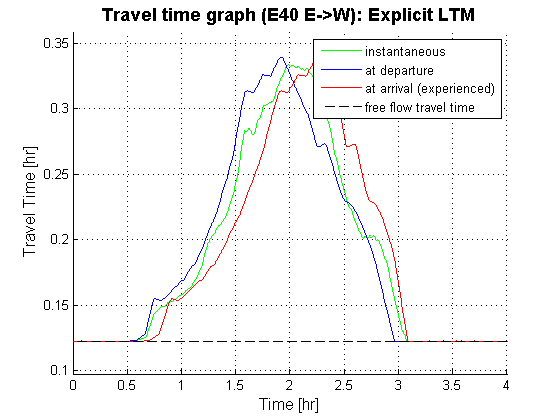 Travel time graph (E40 E->W): Explicit LTM
0.35
0.3
0.25
0.2
0.15
0.1
Travel Time [hr]
instantaneous
at departure
at arrival (experienced)
free flow travel time
0 0.5 1 1.5 2 2.5 3 3.5 4
Time [hr]